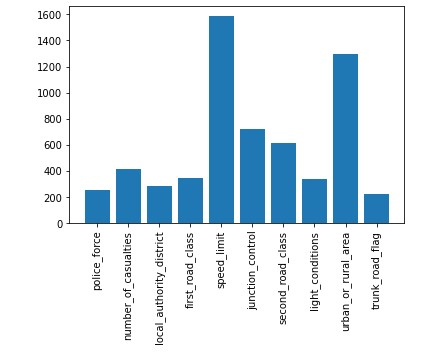 1600
1400
1200
1000
800
600
400
200
0
police_force
number_of_casualties
local_authority_district
first_road_class
speed_limit
junction_control
second_road_class
light_conditions
urban_or_rural_area
trunk_road_flag